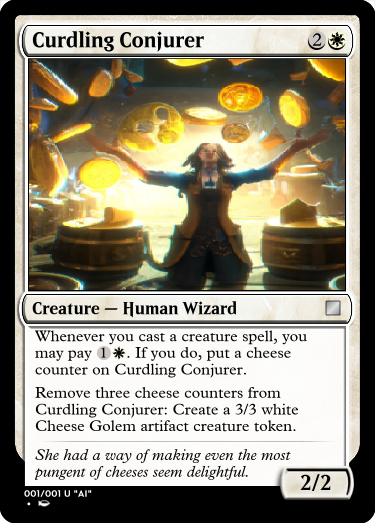 Curdling Conjurer 2
Creature — Human Wizard
Whenever you cast a creature spell, you
may pay 1. If you do, put a cheese
counter on Curdling Conjurer.
Remove three cheese counters from
Curdling Conjurer: Create a 3/3 white
Cheese Golem artifact creature token.
She had a way of making even the most
pungent of cheeses seem delightful.
2/2
001/001 U "AI"